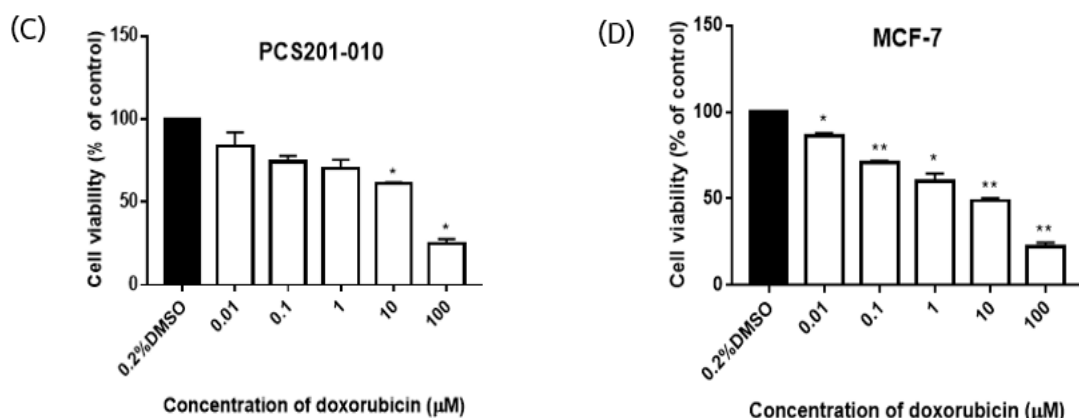 (C)
PCS201-010
Cell viability (% of control)
150
100
50
0
*
*
0.2%DMSO
0.01
0.1
1
10
100
Concentration of doxorubicin (μM)
(D)
MCF-7
Cell viability (% of control)
150
100
50
0
*
**
*
**
**
0.2%DMSO
0.01
0.1
1
10
100
Concentration of doxorubicin (μM)